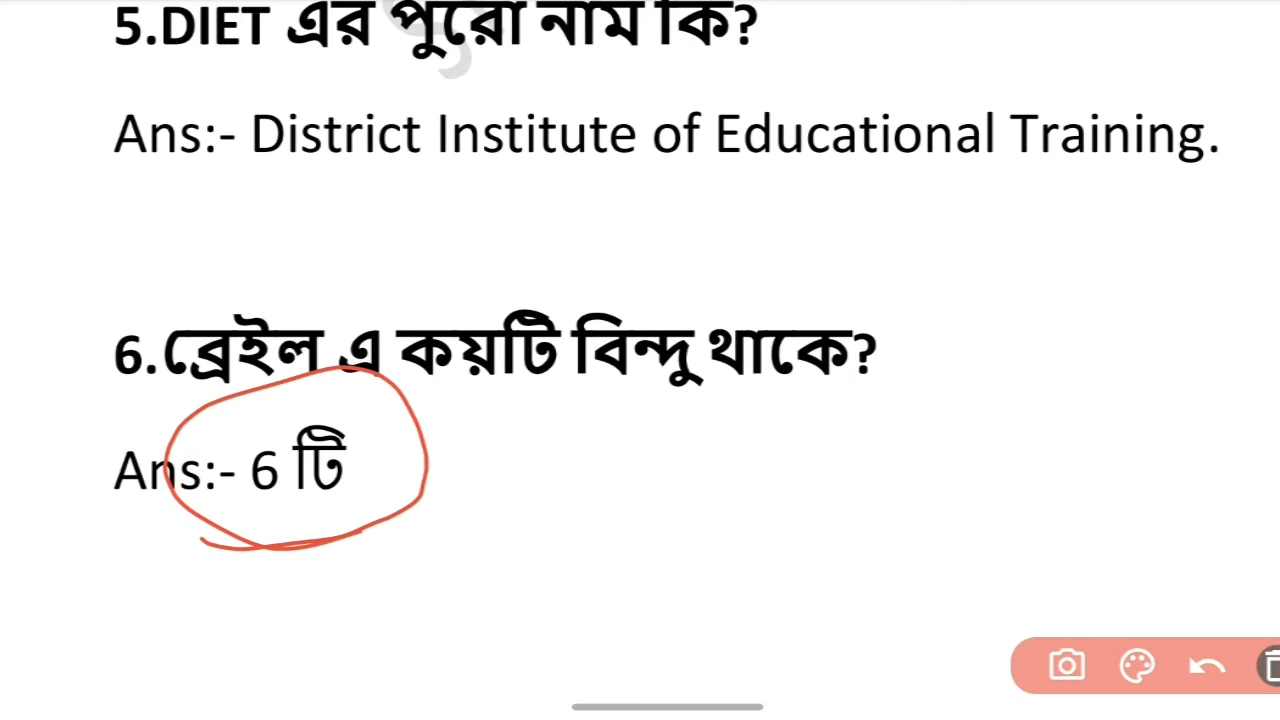 5.DIET এর পুরো নাম কি?
Ans:- District Institute of Educational Training.
6.ব্রেইল এ কয়টি বিন্দু থাকে?
Ans:- 6 টি